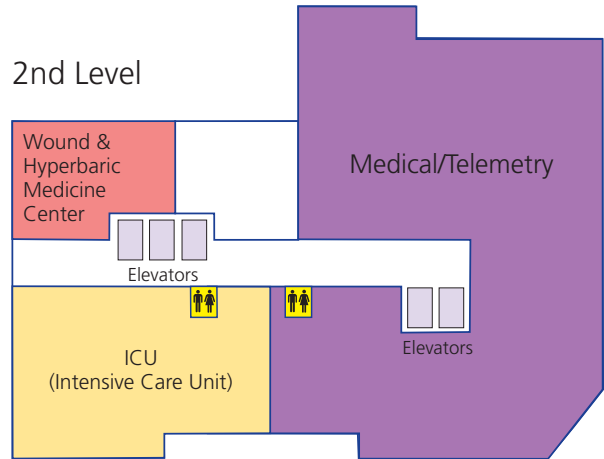 2nd Level
Wound &
Hyperbaric
Medicine
Center
Medical/Telemetry
Elevators
Elevators
ICU
(Intensive Care Unit)